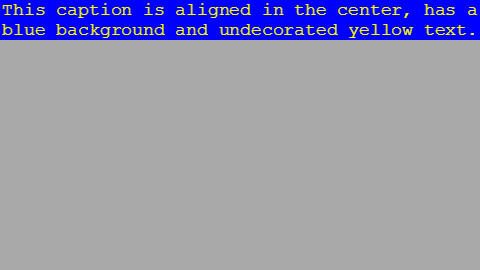 This caption is aligned in the center, has a
blue background and undecorated yellow text.